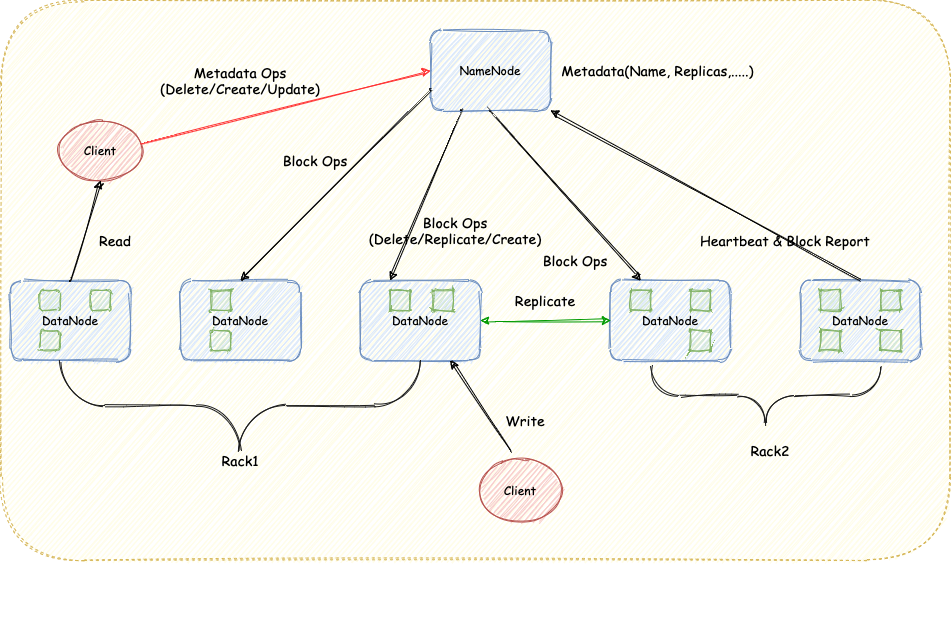 NameNode
Metadata(Name, Replicas,.....)
Metadata Ops
(Delete/Create/Update)
Client
Block Ops
Read
Block Ops
(Delete/Replicate/Create)
Heartbeat & Block Report
Block Ops
Replicate
DataNode
DataNode
DataNode
DataNode
DataNode
Write
Rack1
Rack2
Client